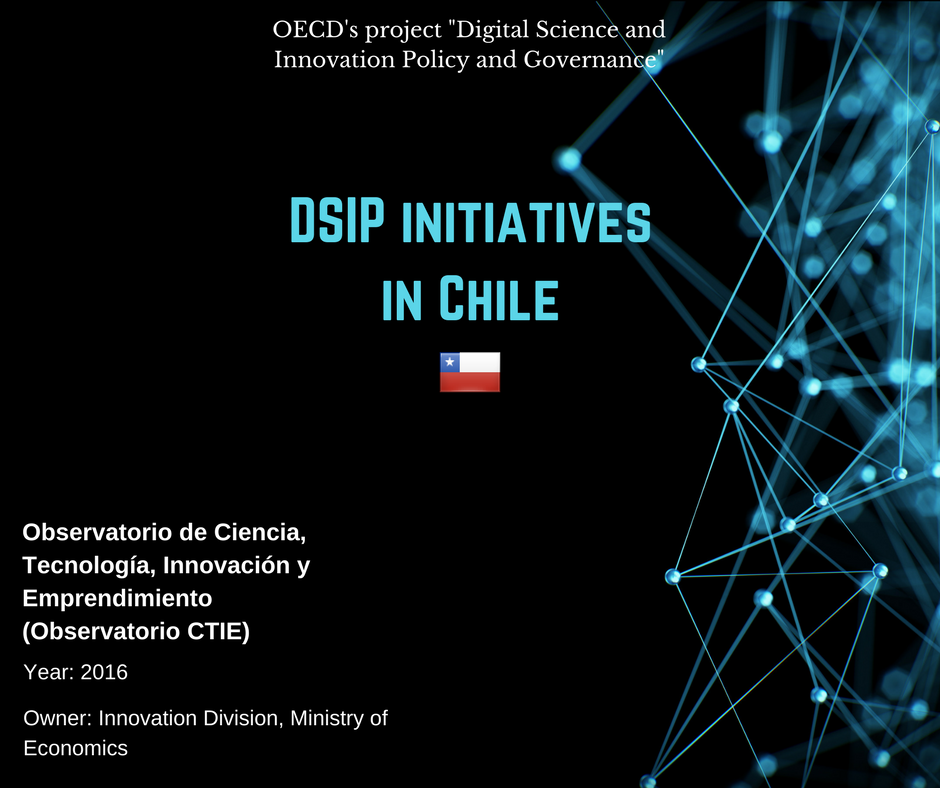 OECD's project "Digital Science and
Innovation Policy and Governance"
DSIP INITIATIVES
IN CHILE
Observatorio de Ciencia,
Tecnología, Innovación y
Emprendimiento
(Observatorio CTIE)
Year: 2016
Owner: Innovation Division, Ministry of
Economics